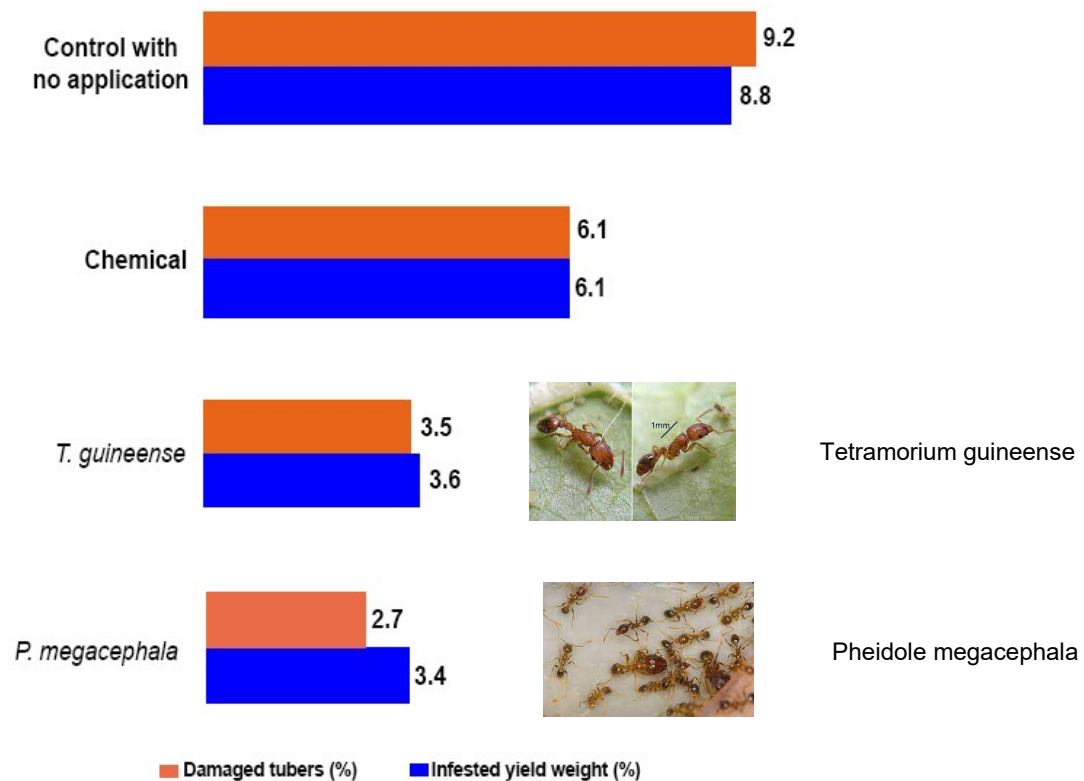 Control with
no application
9.2
8.8
Chemical
6.1
6.1
T. guineense
3.5
3.6
1mm
Tetramorium guineense
P. megacephala
2.7
3.4
Pheidole megacephala
Damaged tubers (%)
Infested yield weight (%)